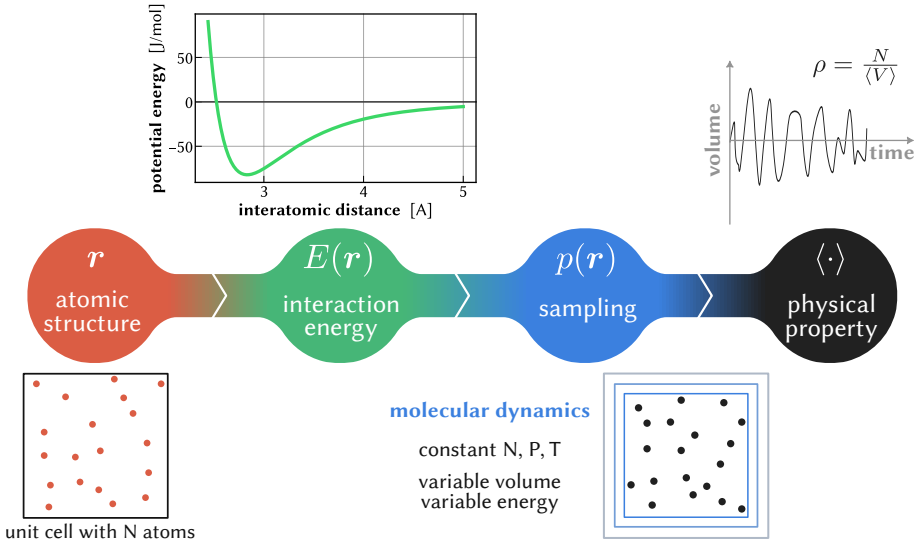 potential energy [J/mol]
50
0
−50
3
4
5
interatomic distance [A]
ρ = N/⟨V⟩
volume
time
r
atomic
structure
E(r)
interaction
energy
p(r)
sampling
⟨·⟩
physical
property
unit cell with N atoms
molecular dynamics
constant N, P, T
variable volume
variable energy